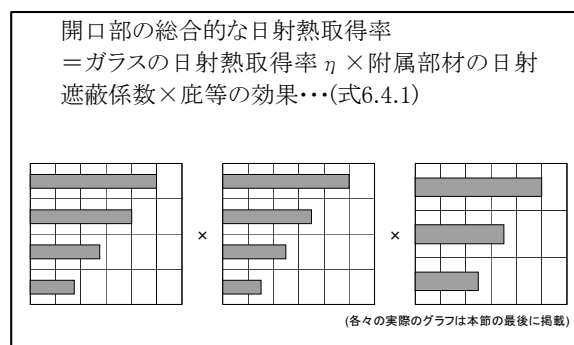 開口部の総合的な日射熱取得率
＝ガラスの日射熱取得率η×附属部材の日射
遮蔽係数×庇等の効果･･･(式6.4.1)
× ×
(各々の実際のグラフは本節の最後に掲載)